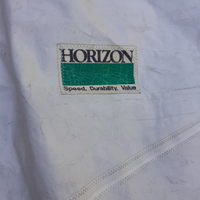 HORIZON
Speed, Durability, Value